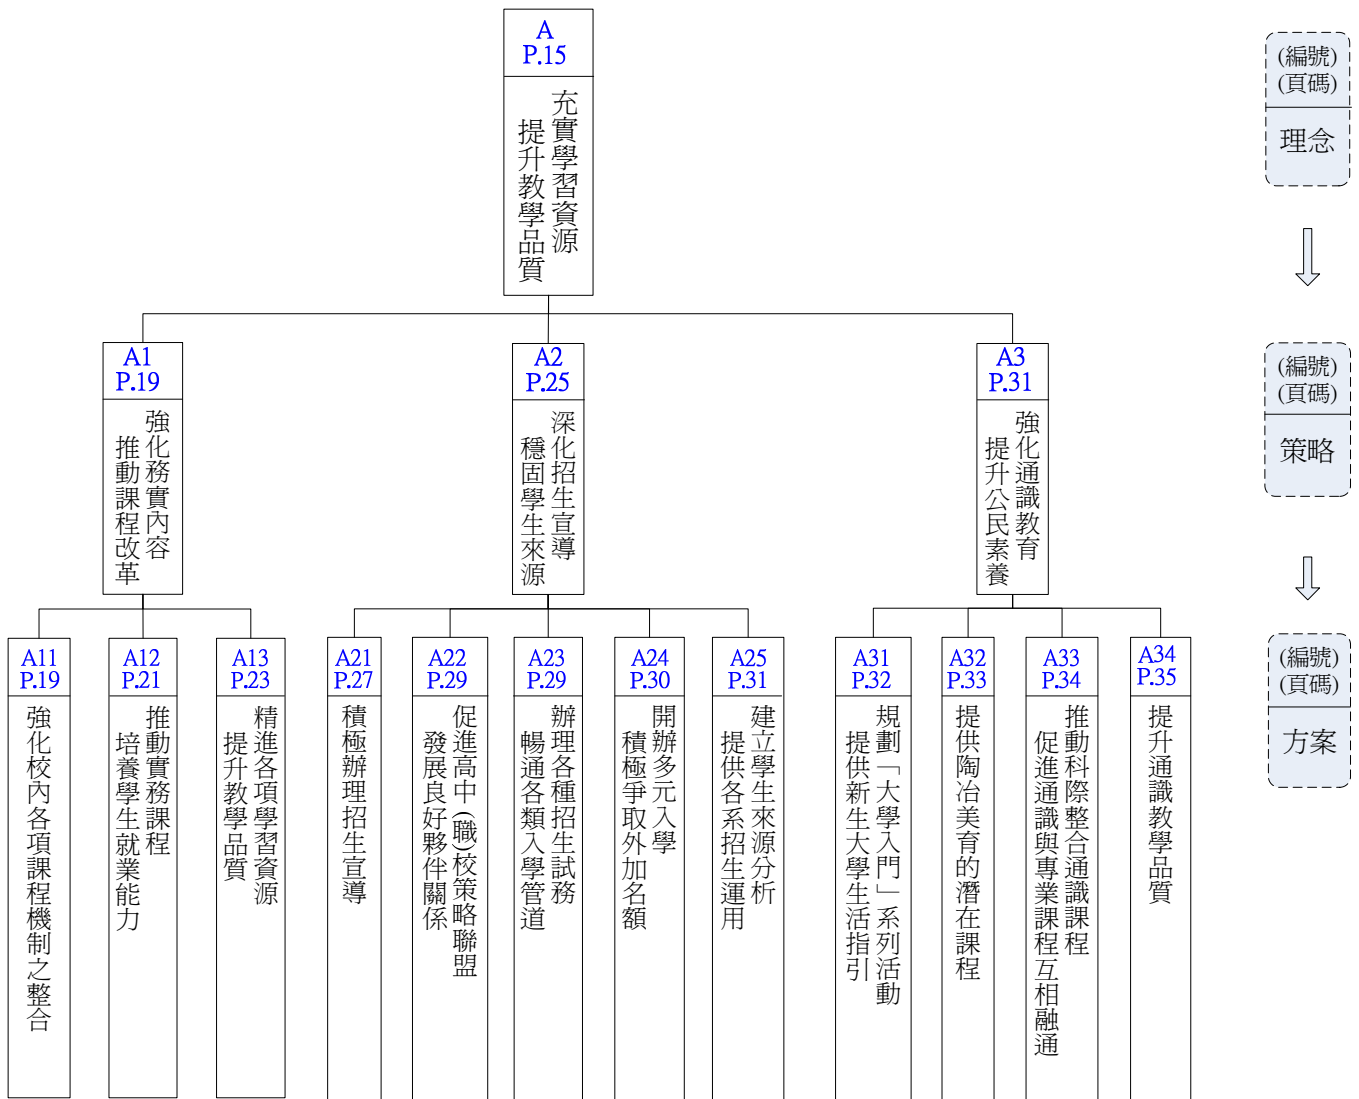 A
P.15
充實學習資源
提升教學品質
(編號)
(頁碼)
理念
A1
P.19
強化務實內容
推動課程改革
A2
P.25
深化招生宣導
穩固學生來源
A3
P.31
強化通識教育
提升公民素養
(編號)
(頁碼)
策略
A11
P.19
強化校內各項課程機制之整合
A12
P.21
推動實務課程
培養學生就業能力
A13
P.23
精進各項學習資源
提升教學品質
A21
P.27
積極辦理招生宣導
A22
P.29
促進高中(職)校策略聯盟
發展良好夥伴關係
A23
P.29
辦理各種招生試務
暢通各類入學管道
A24
P.30
開辦多元入學
積極爭取外加名額
A25
P.31
建立學生來源分析
提供各系招生運用
A31
P.32
規劃「大學入門」系列活動
提供新生大學生活指引
A32
P.33
提供陶冶美育的潛在課程
A33
P.34
推動科際整合通識課程
促進通識與專業課程互相融通
A34
P.35
提升通識教學品質
(編號)
(頁碼)
方案